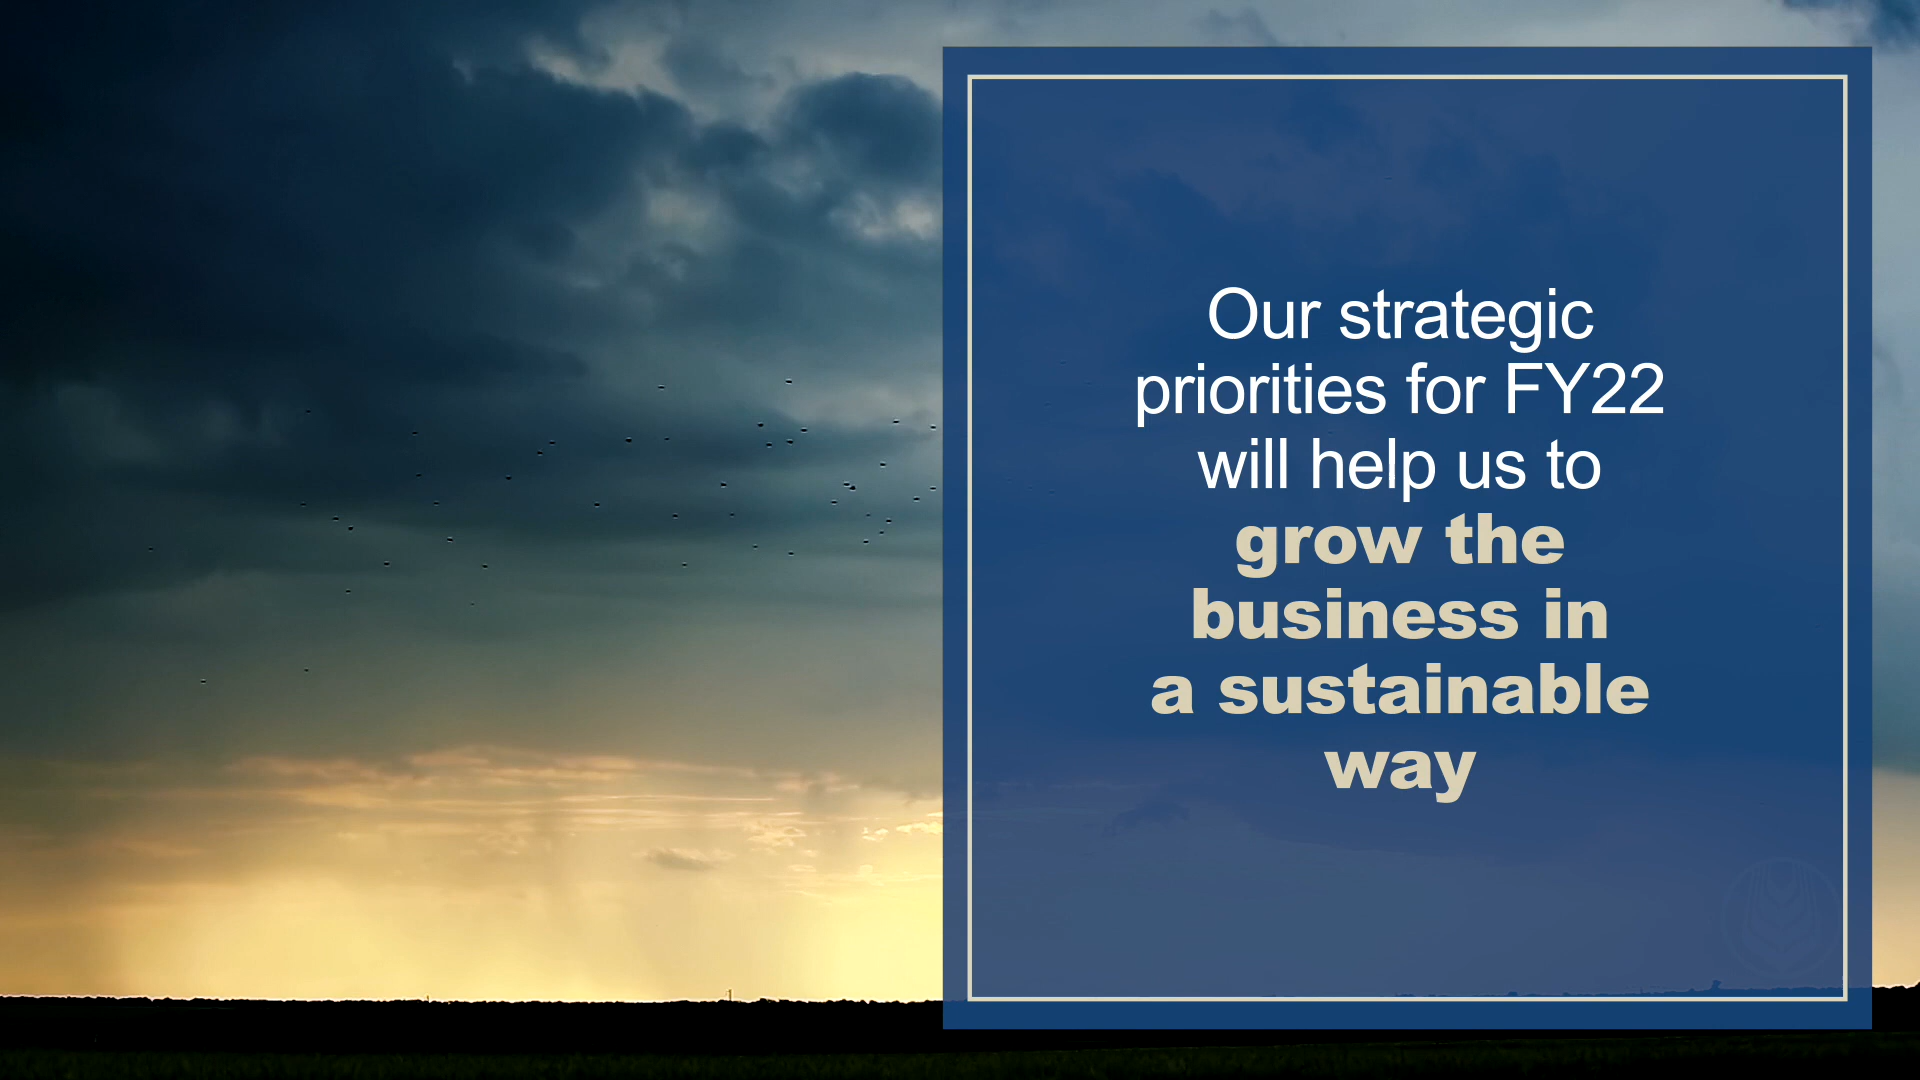 Our strategic
priorities for FY22
will help us to
grow the
business in
a sustainable
way